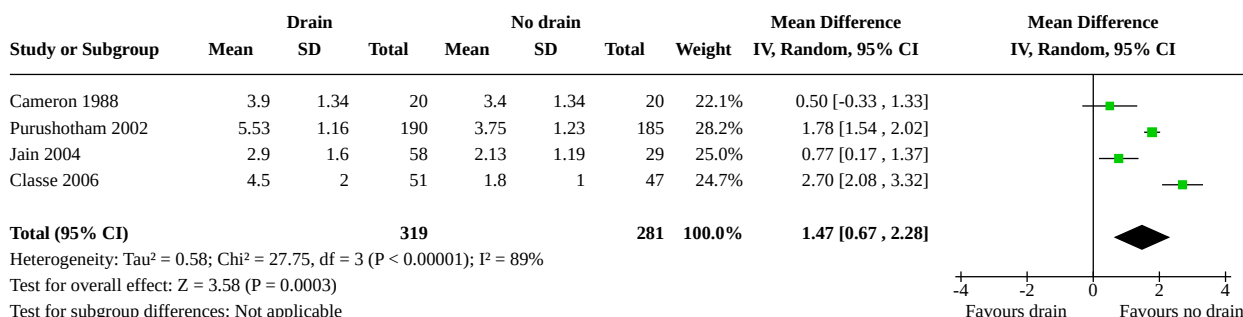 Drain No drain Mean Difference Mean Difference
Study or Subgroup Mean SD Total Mean SD Total Weight IV, Random, 95% CI IV, Random, 95% CI
Cameron 1988 3.9 1.34 20 3.4 1.34 20 22.1% 0.50 [-0.33 , 1.33]
Purushotham 2002 5.53 1.16 190 3.75 1.23 185 28.2% 1.78 [1.54 , 2.02]
Jain 2004 2.9 1.6 58 2.13 1.19 29 25.0% 0.77 [0.17 , 1.37]
Classe 2006 4.5 2 51 1.8 1 47 24.7% 2.70 [2.08 , 3.32]
Total (95% CI) 319 281 100.0% 1.47 [0.67 , 2.28]
Heterogeneity: Tau² = 0.58; Chi² = 27.75, df = 3 (P < 0.00001); I² = 89%
Test for overall effect: Z = 3.58 (P = 0.0003) -4 -2 0 2 4
Test for subgroup differences: Not applicable Favours drain Favours no drain